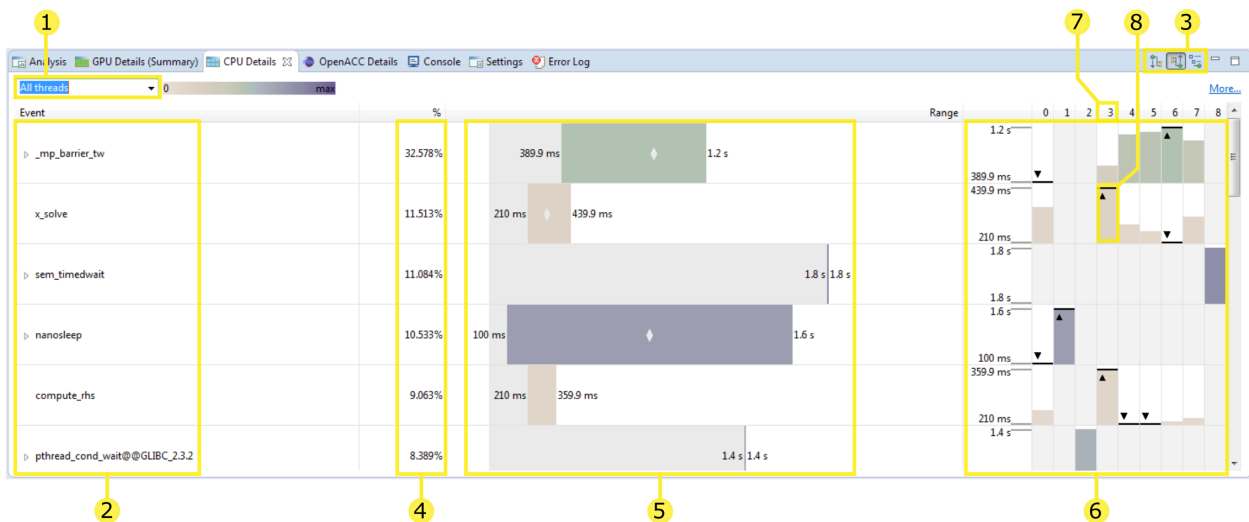 1 7 8 3
Analysis GPU Details (Summary) CPU Details OpenACC Details Console Settings Error Log
All threads 0 max More...
Event % Range 0 1 2 3 4 5 6 7 8
_mp_barrier_tw 32.578% 389.9 ms 1.2 s 1.2 s 389.9 ms
x_solve 11.513% 210 ms 439.9 ms 439.9 ms 210 ms
sem_timedwait 11.084% 1.8 s 1.8 s 1.8 s 1.8 s
nanosleep 10.533% 100 ms 1.6 s 1.6 s 100 ms
compute_rhs 9.063% 210 ms 359.9 ms 359.9 ms 210 ms
pthread_cond_wait@@GLIBC_2.3.2 8.389% 1.4 s 1.4 s 1.4 s
2 4 5 6